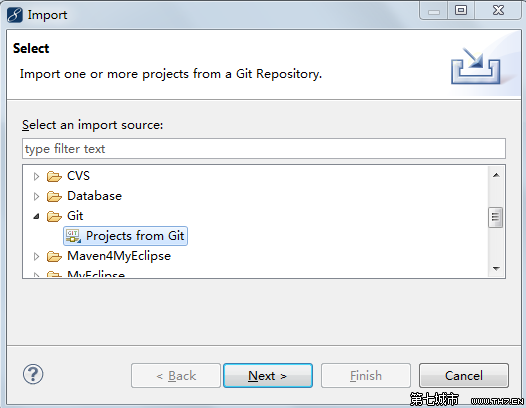 Import
Select
Import one or more projects from a Git Repository.
Select an import source:
type filter text
CVS
Database
Git
GIT Projects from Git
Maven4MyEclipse
MyEclipse
? < Back Next > Finish Cancel
第七城市 WWW.TH7.CN